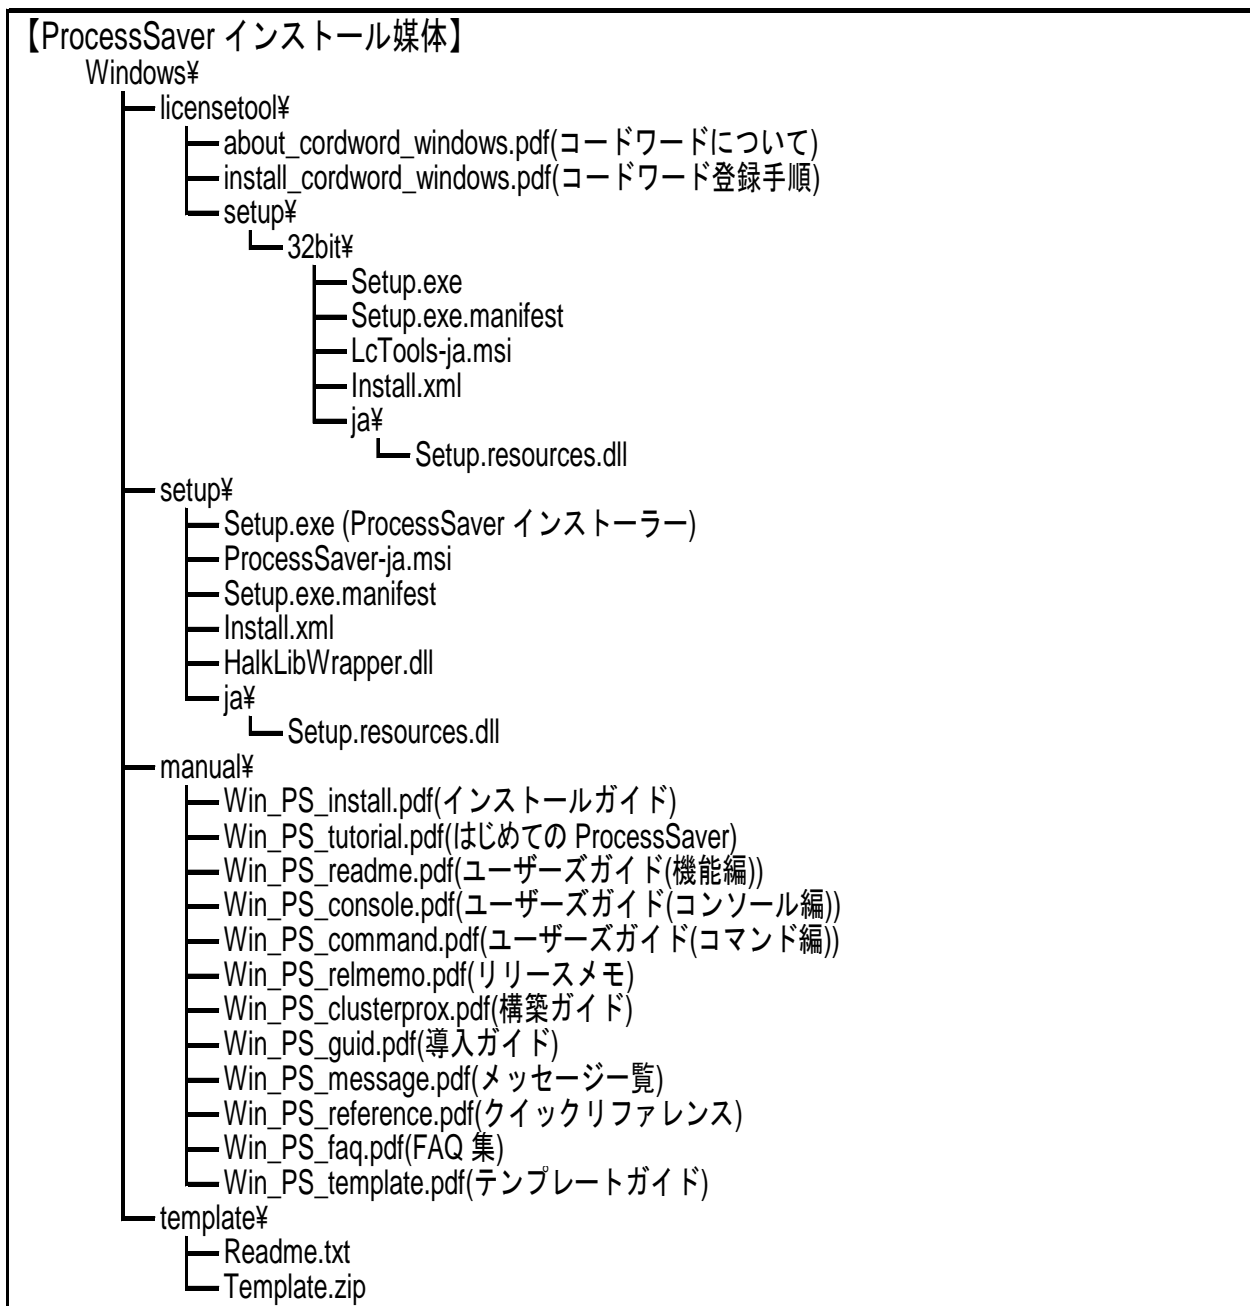 【ProcessSaver インストール媒体】
Windows¥
licensetool¥
about_cordword_windows.pdf(コードワードについて)
install_cordword_windows.pdf(コードワード登録手順)
setup¥
32bit¥
Setup.exe
Setup.exe.manifest
LcTools-ja.msi
Install.xml
ja¥
Setup.resources.dll
setup¥
Setup.exe (ProcessSaver インストーラー)
ProcessSaver-ja.msi
Setup.exe.manifest
Install.xml
HalkLibWrapper.dll
ja¥
Setup.resources.dll
manual¥
Win_PS_install.pdf(インストールガイド)
Win_PS_tutorial.pdf(はじめての ProcessSaver)
Win_PS_readme.pdf(ユーザーズガイド(機能編))
Win_PS_console.pdf(ユーザーズガイド(コンソール編))
Win_PS_command.pdf(ユーザーズガイド(コマンド編))
Win_PS_relmemo.pdf(リリースメモ)
Win_PS_clusterprox.pdf(構築ガイド)
Win_PS_guid.pdf(導入ガイド)
Win_PS_message.pdf(メッセージ一覧)
Win_PS_reference.pdf(クイックリファレンス)
Win_PS_faq.pdf(FAQ 集)
Win_PS_template.pdf(テンプレートガイド)
template¥
Readme.txt
Template.zip